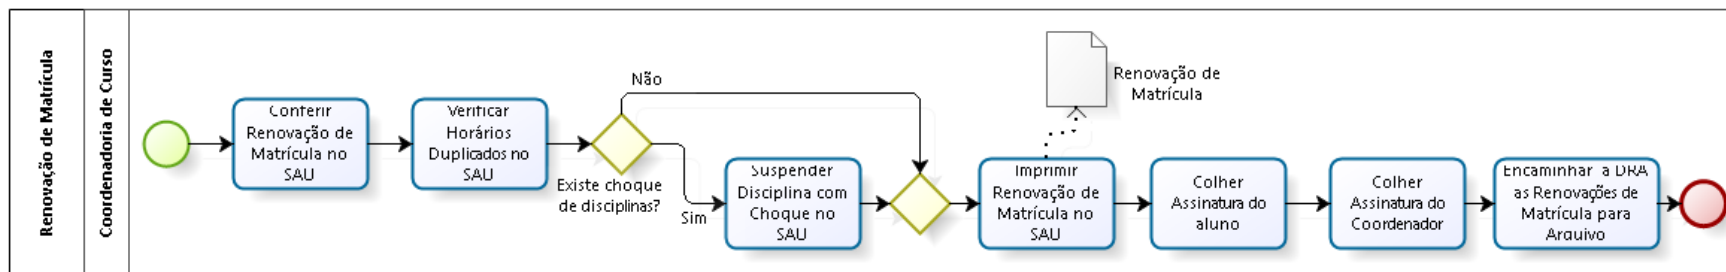 Renovação de Matrícula
Coordenadoria de Curso
Conferir
Renovação de
Matrícula no
SAU
Verificar
Horários
Duplicados no
SAU
Não
Existe choque
de disciplinas?
Sim
Suspender
Disciplina com
Choque no
SAU
Renovação de
Matrícula
Imprimir
Renovação de
Matrícula no
SAU
Colher
Assinatura do
aluno
Colher
Assinatura do
Coordenador
Encaminhar a DRA
as Renovações de
Matrícula para
Arquivo